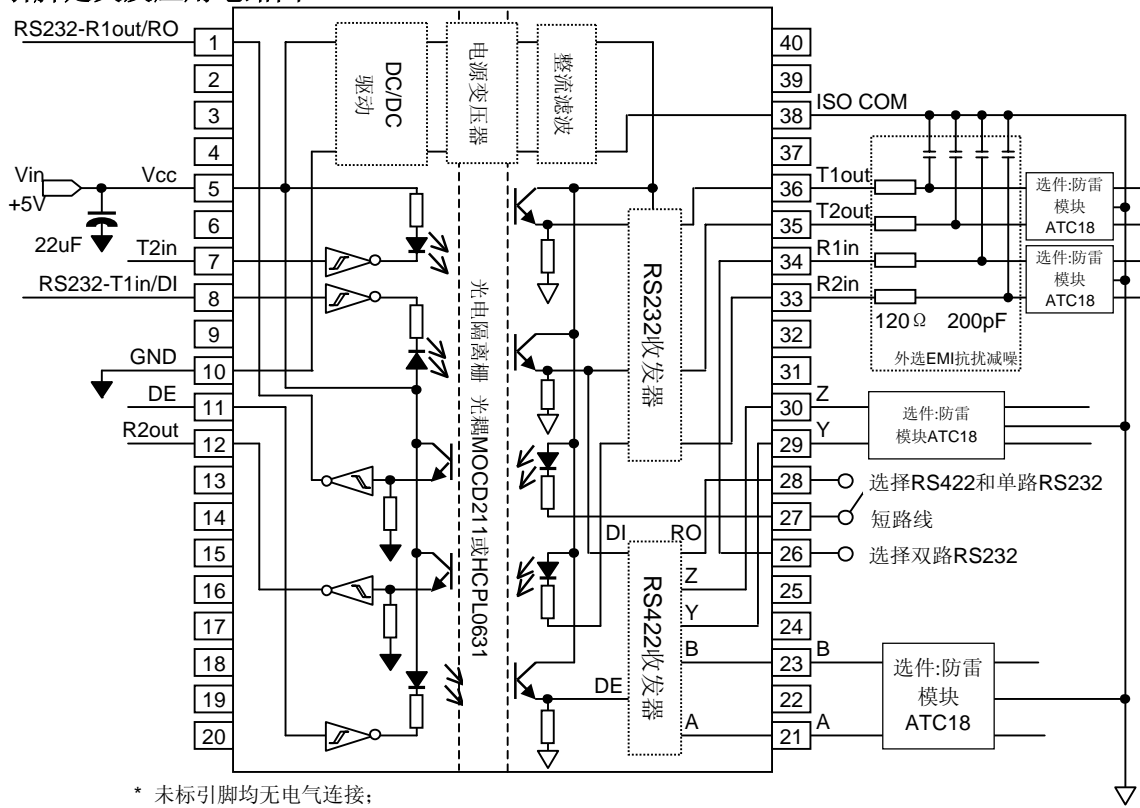 RS232-R1out/RO
1
2
3
4
Vin
+5V
Vcc
5
22uF
6
T2in
7
RS232-T1in/DI
8
9
GND
10
DE
11
R2out
12
13
14
15
16
17
18
19
20
DC/DC
驱动
电源变压器
整流滤波
光电隔离栅 光耦MOCD211或HCPL0631
RS232收发器
DI
RO
Z
Y
B
DE
A
RS422收发器
40
39
38
ISO COM
37
36
T1out
35
T2out
34
R1in
33
R2in
32
31
30
Z
29
Y
28
选择RS422和单路RS232
27
短路线
26
选择双路RS232
25
24
23
B
22
21
A
120Ω
200pF
外选EMI抗扰减噪
选件:防雷
模块
ATC18
选件:防雷
模块
ATC18
选件:防雷
模块ATC18
选件:防雷
模块
ATC18
* 未标引脚均无电气连接;